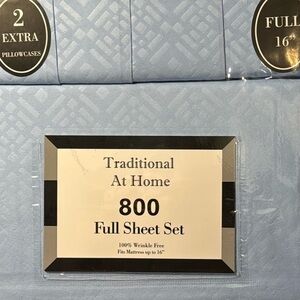 2
EXTRA
PILLOWCASES
FULL
16"
Traditional
At Home
800
Full Sheet Set
100% Wrinkle Free
Fits Mattress up to 16"